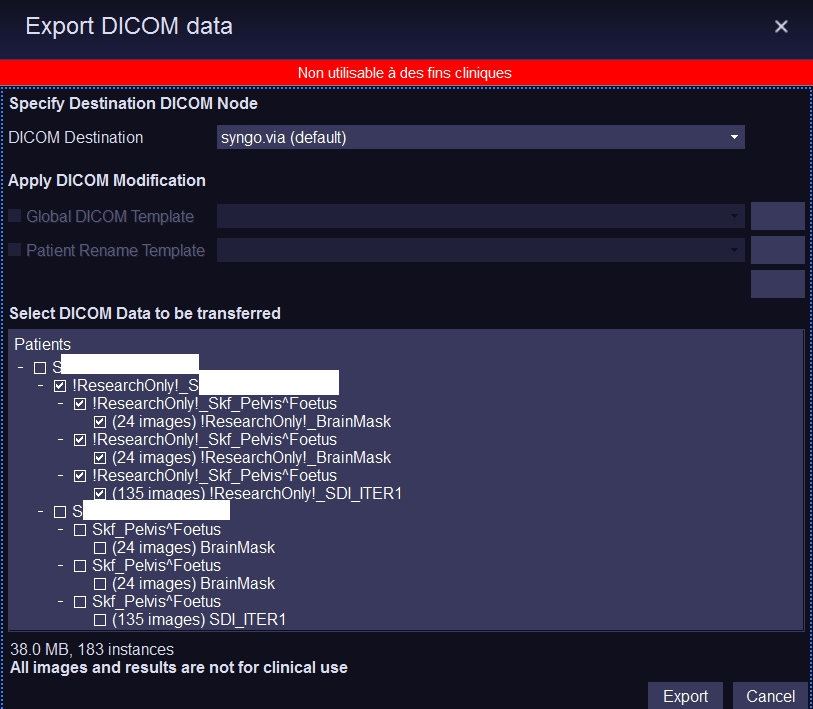 Export DICOM data
Non utilisable à des fins cliniques
Specify Destination DICOM Node
DICOM Destination
syngo.via (default)
Apply DICOM Modification
Global DICOM Template
Patient Rename Template
Select DICOM Data to be transferred
Patients
S
!ResearchOnly!_S
!ResearchOnly!_Skf_Pelvis^Foetus
(24 images) !ResearchOnly!_BrainMask
!ResearchOnly!_Skf_Pelvis^Foetus
(24 images) !ResearchOnly!_BrainMask
!ResearchOnly!_Skf_Pelvis^Foetus
(135 images) !ResearchOnly!_SDI_ITER1
S
Skf_Pelvis^Foetus
(24 images) BrainMask
Skf_Pelvis^Foetus
(24 images) BrainMask
Skf_Pelvis^Foetus
(135 images) SDI_ITER1
38.0 MB, 183 instances
All images and results are not for clinical use
Export Cancel